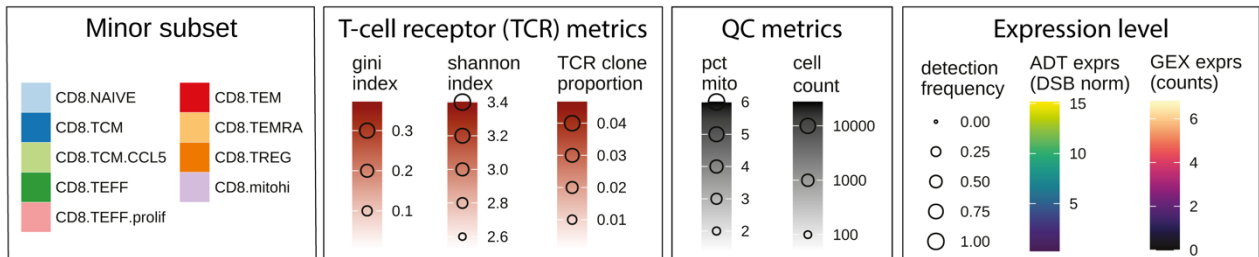 Minor subset
CD8.NAIVE
CD8.TCM
CD8.TCM.CCL5
CD8.TEFF
CD8.TEFF.prolif
CD8.TEM
CD8.TEMRA
CD8.TREG
CD8.mitohi
T-cell receptor (TCR) metrics
gini
index
0.3
0.2
0.1
shannon
index
3.4
3.2
3.0
2.8
2.6
TCR clone
proportion
0.04
0.03
0.02
0.01
QC metrics
pct
mito
6
5
4
3
2
cell
count
10000
1000
100
Expression level
detection
frequency
0.00
0.25
0.50
0.75
1.00
ADT exprs
(DSB norm)
15
10
5
GEX exprs
(counts)
6
4
2
0